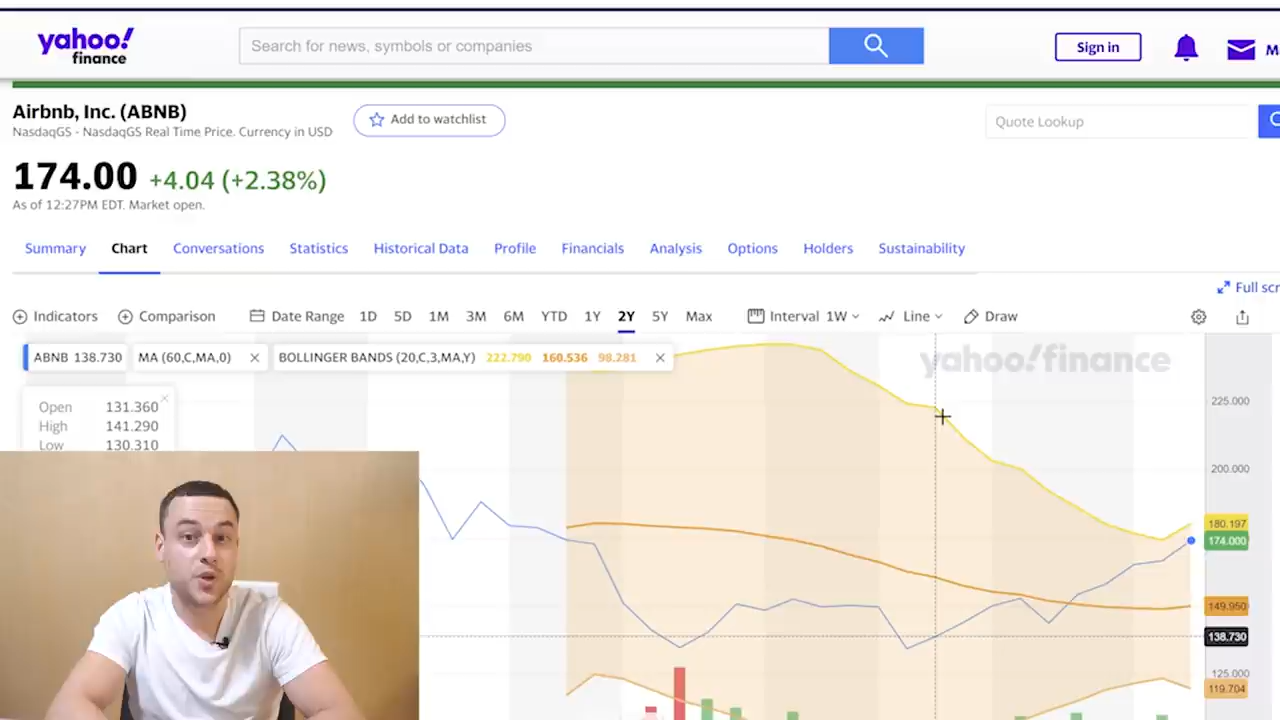 yahoo!
finance
Search for news, symbols or companies
Sign in
M
Airbnb, Inc. (ABNB)
NasdaqGS - NasdaqGS Real Time Price. Currency in USD
Add to watchlist
Quote Lookup
174.00 +4.04 (+2.38%)
As of 12:27PM EDT. Market open.
Summary Chart Conversations Statistics Historical Data Profile Financials Analysis Options Holders Sustainability
Full scr
Indicators Comparison Date Range 1D 5D 1M 3M 6M YTD 1Y 2Y 5Y Max Interval 1W Line Draw
ABNB 138.730 MA (60,C,MA,0) BOLLINGER BANDS (20,C,3,MA,Y) 222.790 160.536 98.281
yahoo!finance
Open 131.360
High 141.290
Low 130.310
225.000
200.000
180.197
174.000
149.950
138.730
125.000
119.704